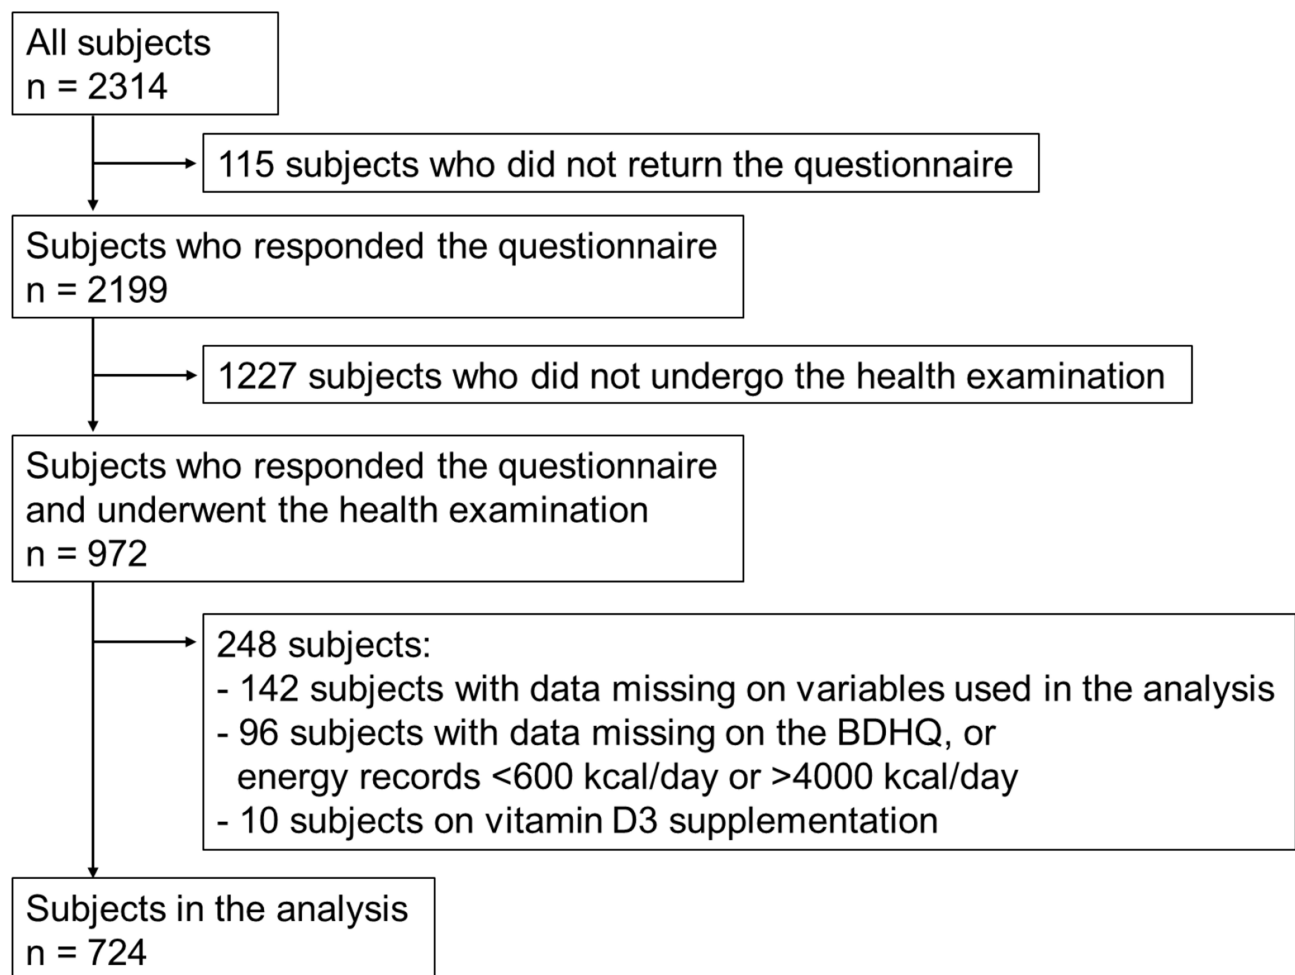 All subjects
n = 2314
115 subjects who did not return the questionnaire
Subjects who responded the questionnaire
n = 2199
1227 subjects who did not undergo the health examination
Subjects who responded the questionnaire
and underwent the health examination
n = 972
248 subjects:
- 142 subjects with data missing on variables used in the analysis
- 96 subjects with data missing on the BDHQ, or
energy records <600 kcal/day or >4000 kcal/day
- 10 subjects on vitamin D3 supplementation
Subjects in the analysis
n = 724